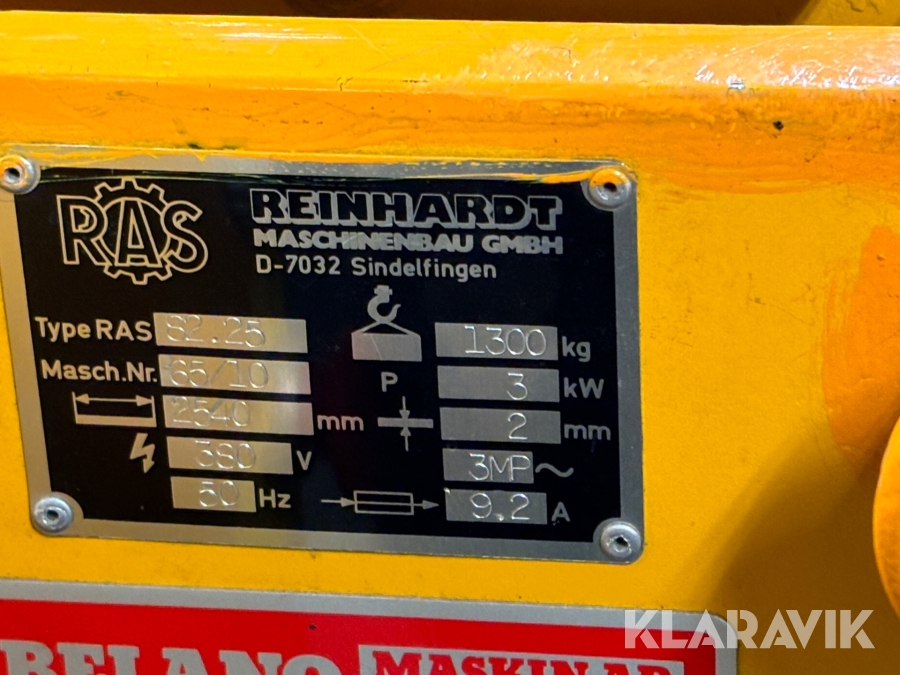 RAS
REINHARDT
MASCHINENBAU GMBH
D-7032 Sindelfingen
Type RAS 82.25
1300 kg
Masch.Nr. 65/10
P 3 kW
2540 mm
2 mm
380 V
3MP~
50 Hz
9.2 A
MASKIN AB
KLARAVIK